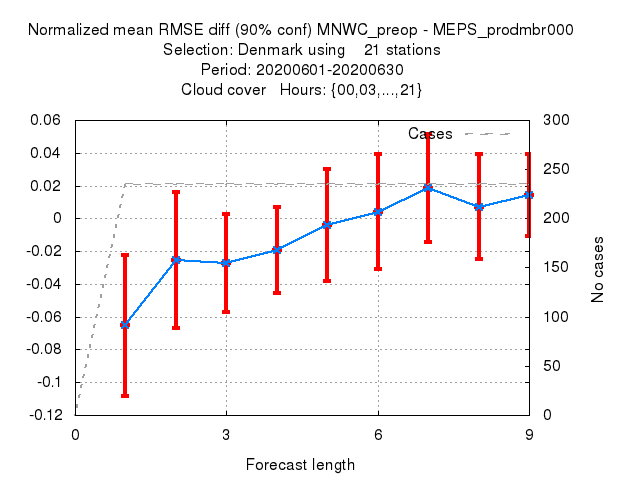 Normalized mean RMSE diff (90% conf) MNWC_preop - MEPS_prodmbr000
Selection: Denmark using 21 stations
Period: 20200601-20200630
Cloud cover Hours: {00,03,...,21}
Cases
0.06
0.04
0.02
0
-0.02
-0.04
-0.06
-0.08
-0.1
-0.12
300
250
200
150
100
50
0
No cases
0 3 6 9
Forecast length